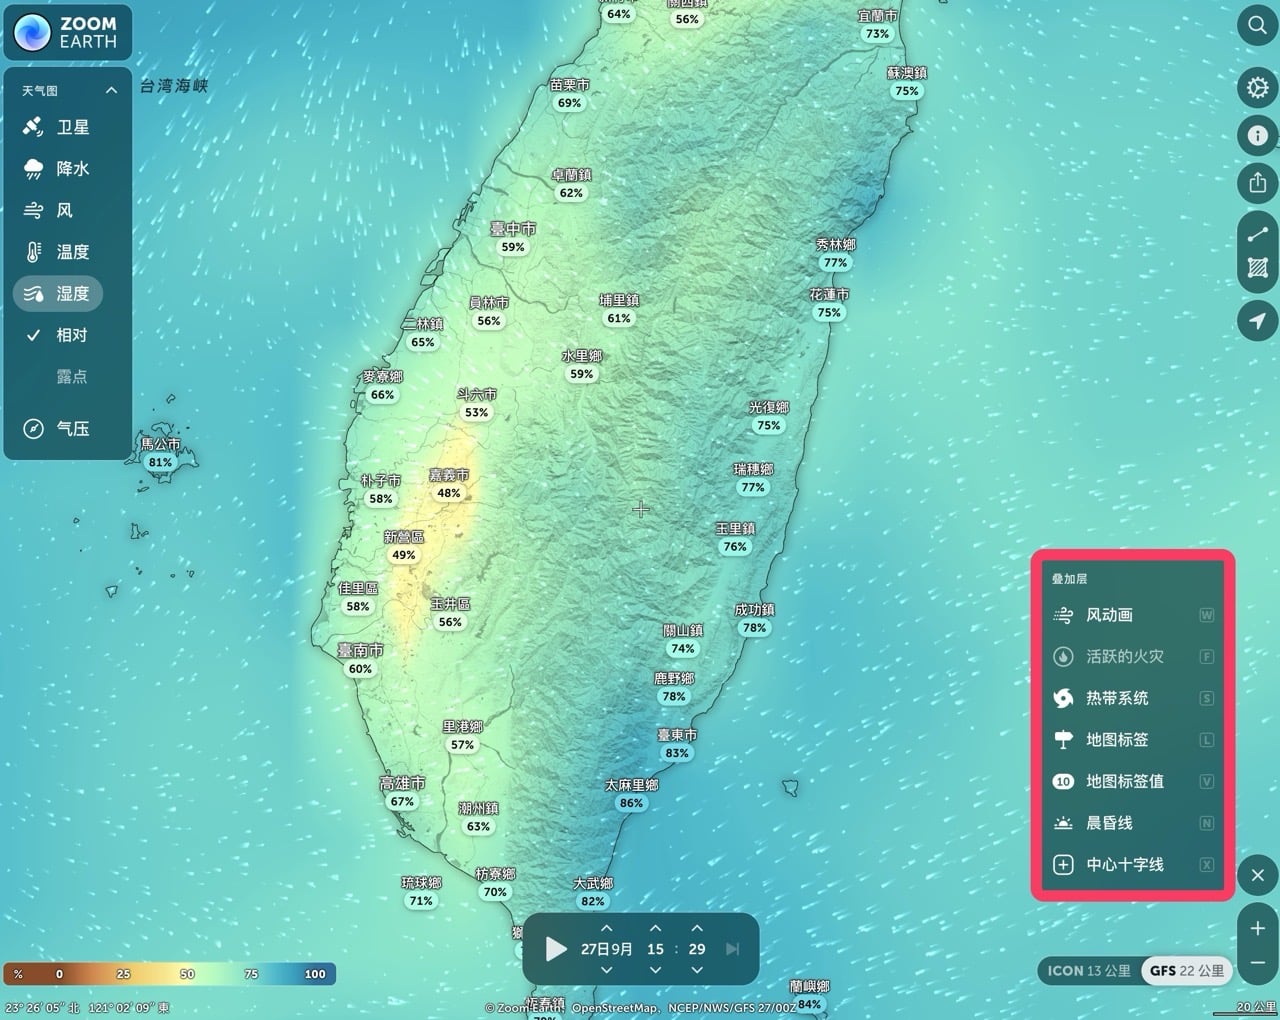 ZOOM
EARTH
天气图
卫星
降水
风
温度
湿度
相对
露点
气压
台湾海峡
64%
關西鎮
56%
宜蘭市
73%
蘇澳鎮
75%
苗栗市
69%
卓蘭鎮
62%
臺中市
59%
秀林鄉
77%
花蓮市
75%
員林市
56%
埔里鎮
61%
二林鎮
65%
水里鄉
59%
麥寮鄉
66%
斗六市
53%
光復鄉
75%
馬公市
81%
瑞穗鄉
77%
朴子市
58%
嘉義市
48%
玉里鎮
76%
新營區
49%
佳里區
58%
玉井區
56%
成功鎮
78%
關山鎮
74%
臺南市
60%
鹿野鄉
78%
里港鄉
57%
臺東市
83%
高雄市
67%
太麻里鄉
86%
潮州鎮
63%
琉球鄉
71%
枋寮鄉
70%
大武鄉
82%
恆春鎮
蘭嶼鄉
84%
叠加层
风动画 W
活跃的火灾 F
热带系统 S
地图标签 L
10 地图标签值 V
晨昏线 N
中心十字线 X
27日9月 15 : 29
ICON 13 公里 GFS 22 公里
% 0 25 50 75 100
23° 26' 05" 北 121° 02' 09" 東
© Zoom Earth, OpenStreetMap, NCEP/NWS/GFS 27/00Z
20 公里